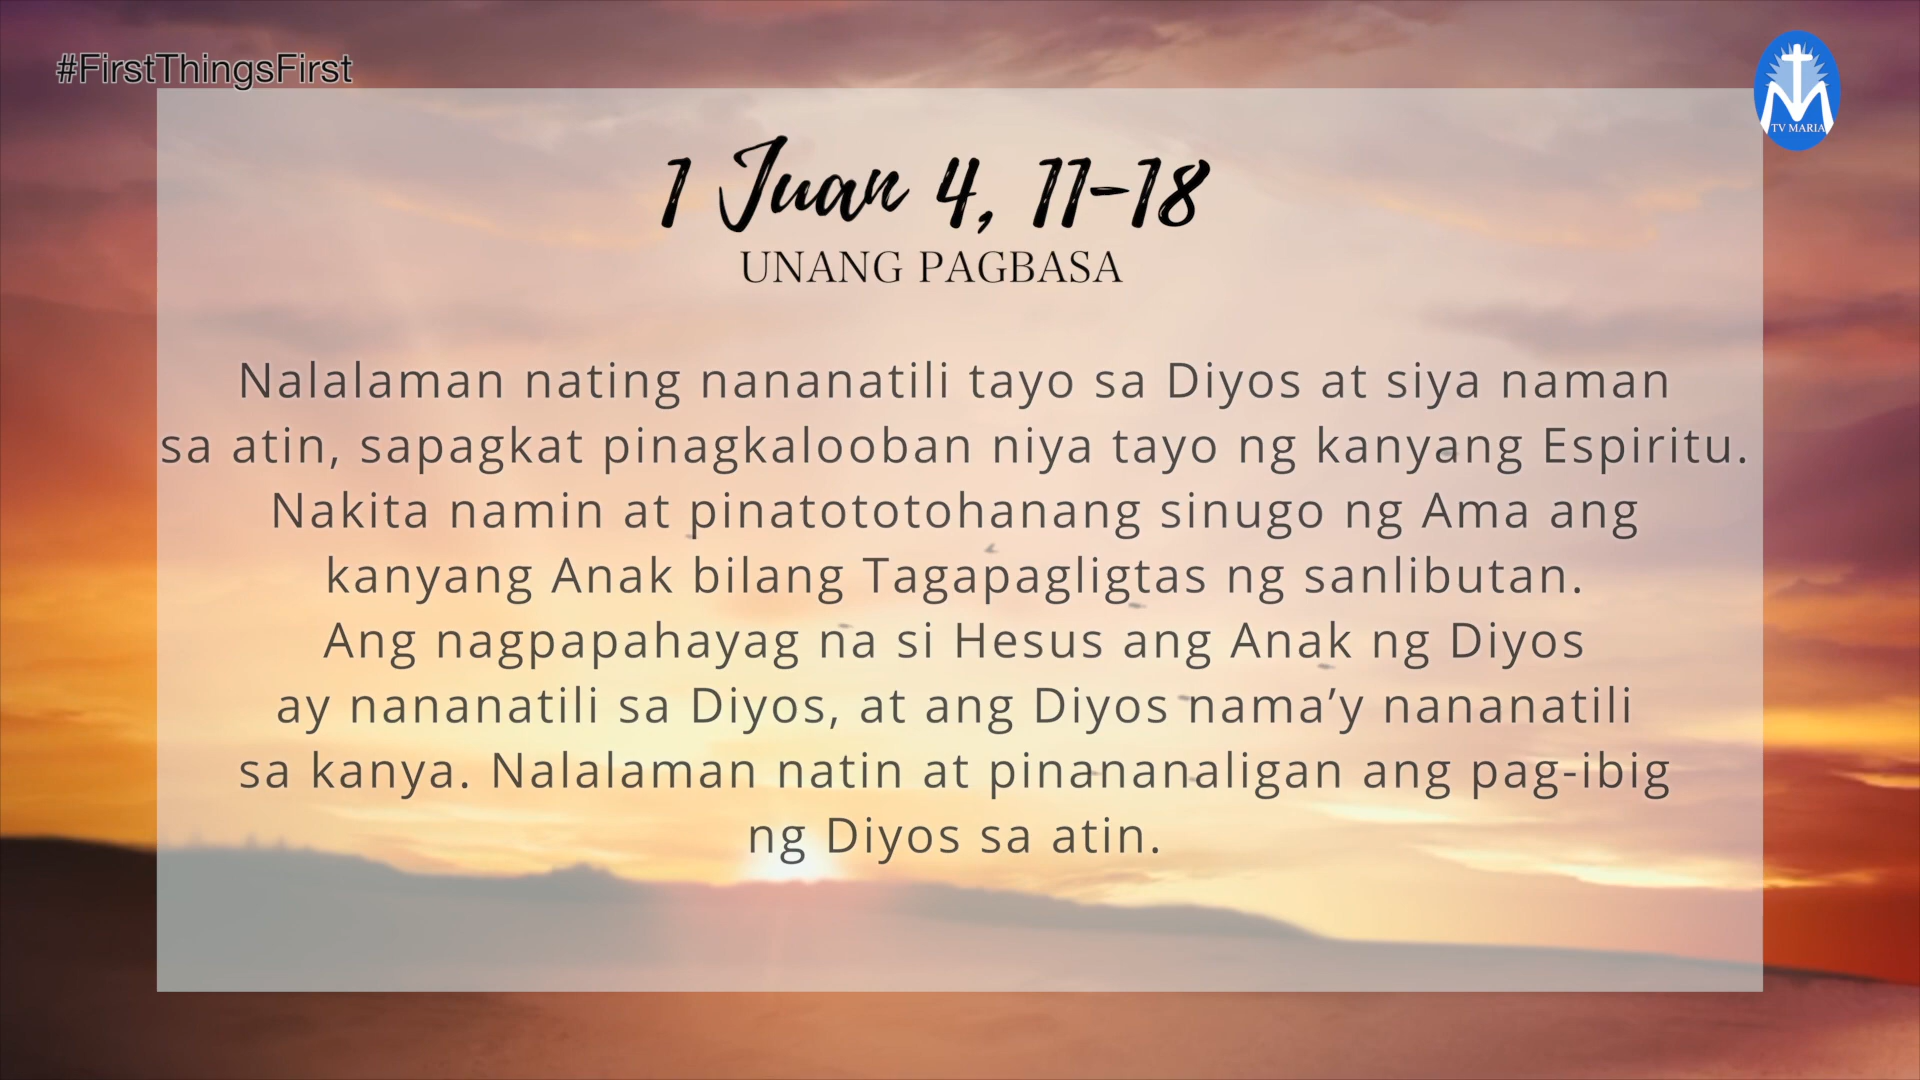 #FirstThingsFirst
TV MARIA
1 Juan 4, 11-18
UNANG PAGBASA
Nalalaman nating nananatili tayo sa Diyos at siya naman
sa atin, sapagkat pinagkalooban niya tayo ng kanyang Espiritu.
Nakita namin at pinatototohanang sinugo ng Ama ang
kanyang Anak bilang Tagapagligtas ng sanlibutan.
Ang nagpapahayag na si Hesus ang Anak ng Diyos
ay nananatili sa Diyos, at ang Diyos nama’y nananatili
sa kanya. Nalalaman natin at pinananaligan ang pag-ibig
ng Diyos sa atin.